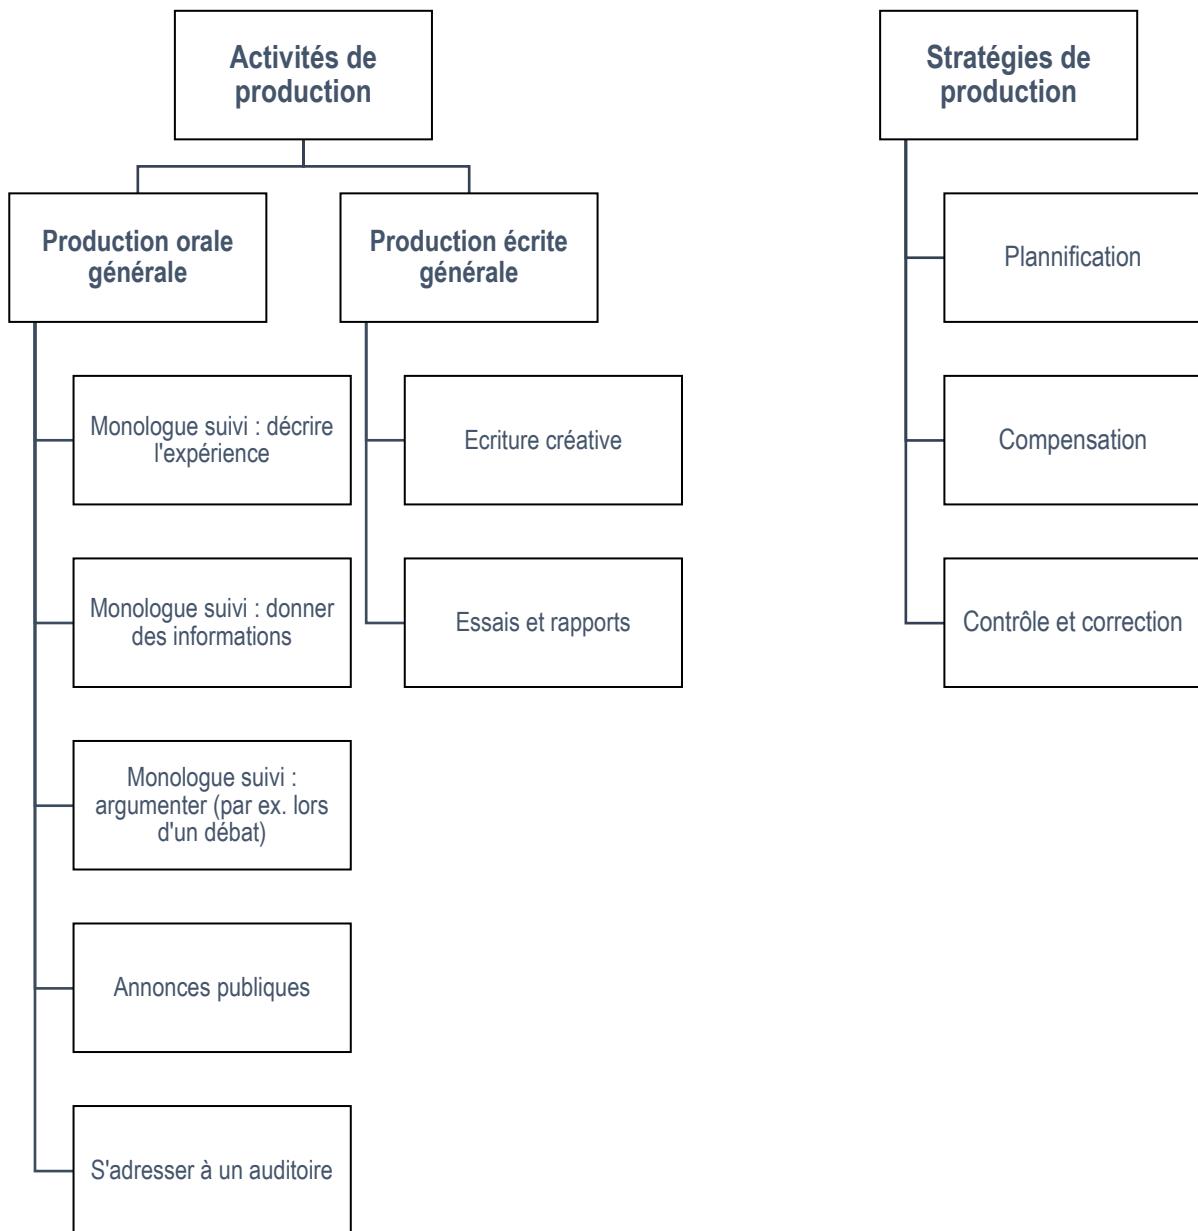 Activités de
production
Stratégies de
production
Production orale
générale
Production écrite
générale
Plannification
Monologue suivi : décrire
l'expérience
Ecriture créative
Compensation
Monologue suivi : donner
des informations
Essais et rapports
Contrôle et correction
Monologue suivi :
argumenter (par ex. lors
d'un débat)
Annonces publiques
S'adresser à un auditoire